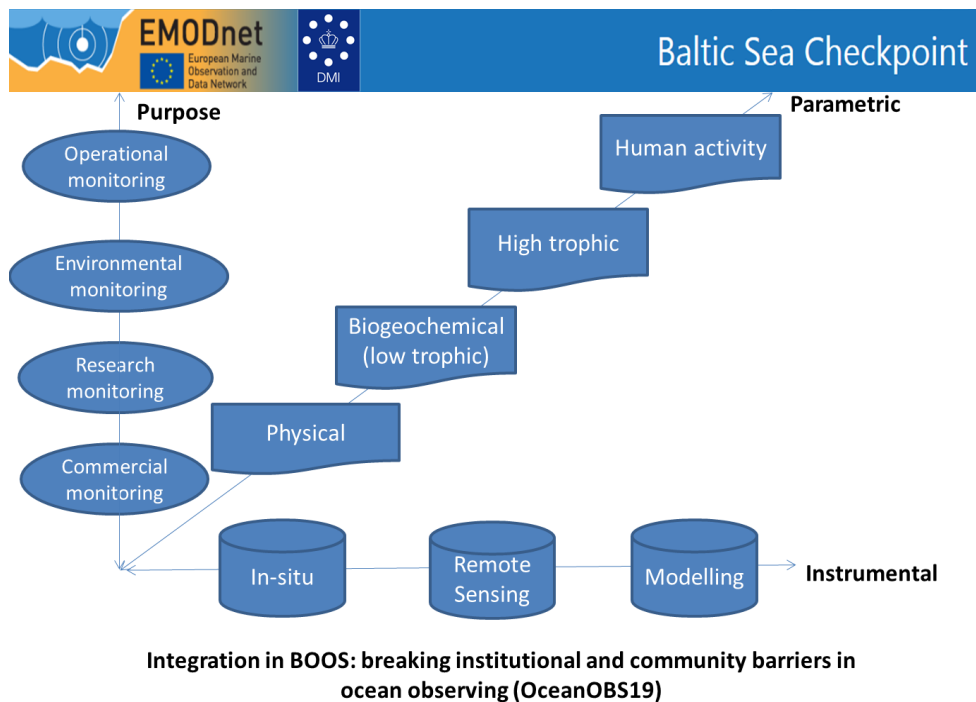 EMODnet
European Marine
Observation and
Data Network
DMI
Baltic Sea Checkpoint
Purpose
Parametric
Operational
monitoring
Human activity
High trophic
Environmental
monitoring
Biogeochemical
(low trophic)
Research
monitoring
Physical
Commercial
monitoring
In-situ
Remote
Sensing
Modelling
Instrumental
Integration in BOOS: breaking institutional and community barriers in
ocean observing (OceanOBS19)